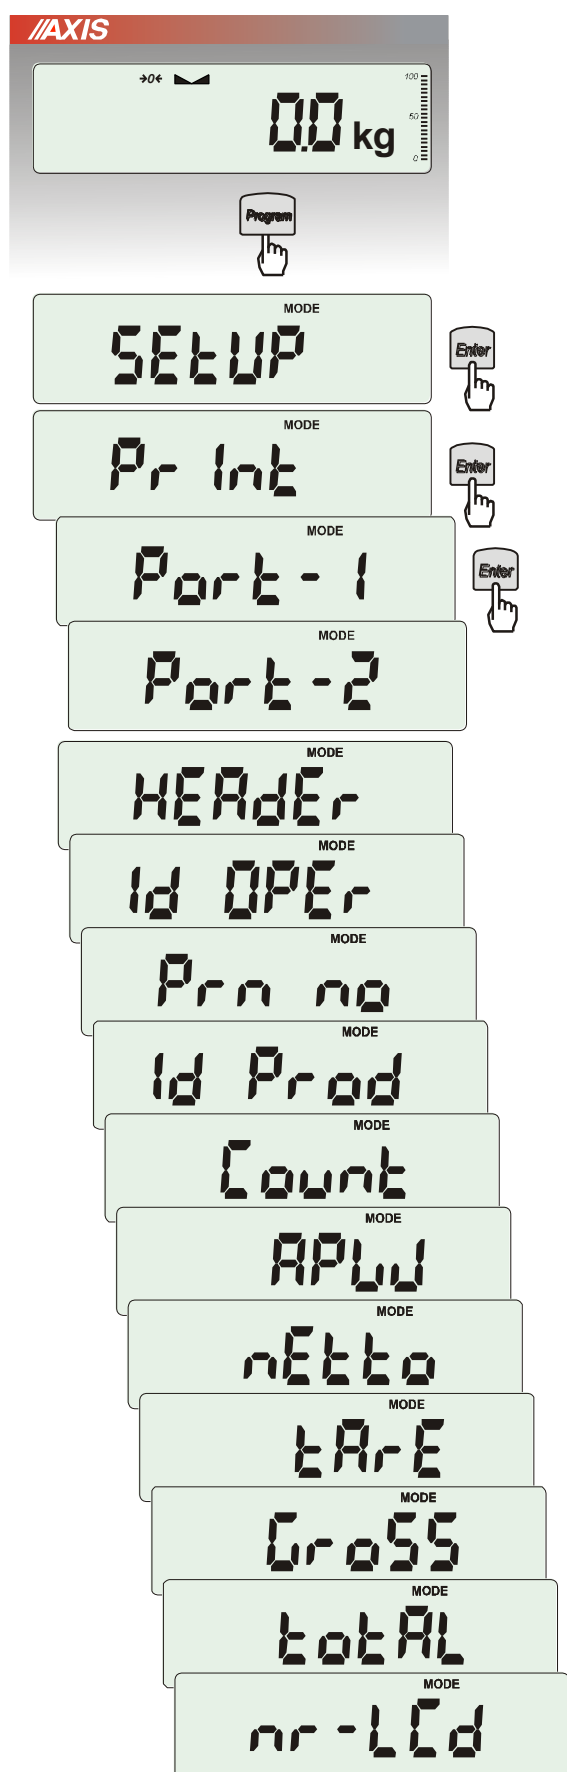 AXIS
→0← 100
50
0.0 kg
0
Program
MODE
SEtUP
Enter
MODE
PrInt
Enter
MODE
Port-1
Enter
MODE
Port-2
MODE
HEAdEr
MODE
Id OPEr
MODE
Prn no
MODE
Id Prod
MODE
Count
MODE
APW
MODE
nEtto
MODE
tArE
MODE
GroSS
MODE
totAL
MODE
nr-LCd